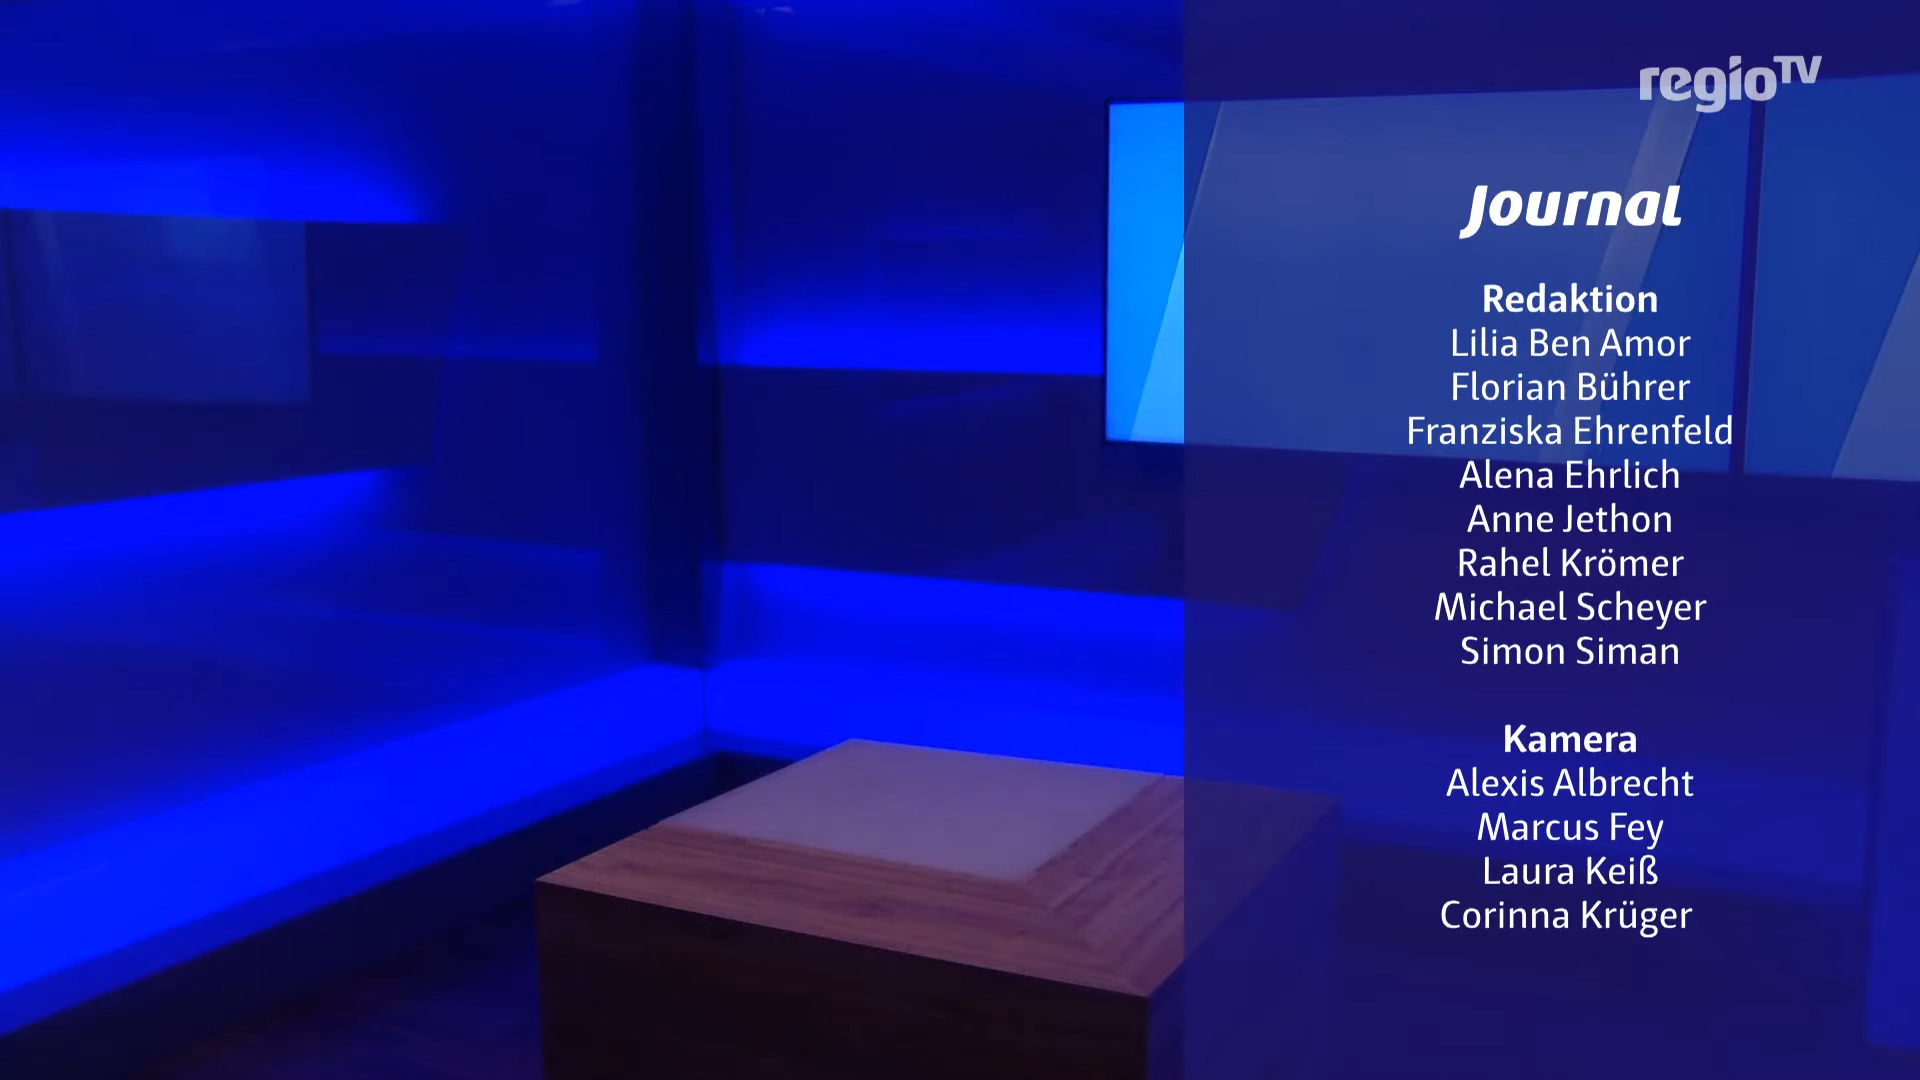 regioTV
Journal
Redaktion
Lilia Ben Amor
Florian Bührer
Franziska Ehrenfeld
Alena Ehrlich
Anne Jethon
Rahel Krömer
Michael Scheyer
Simon Siman
Kamera
Alexis Albrecht
Marcus Fey
Laura Keiß
Corinna Krüger